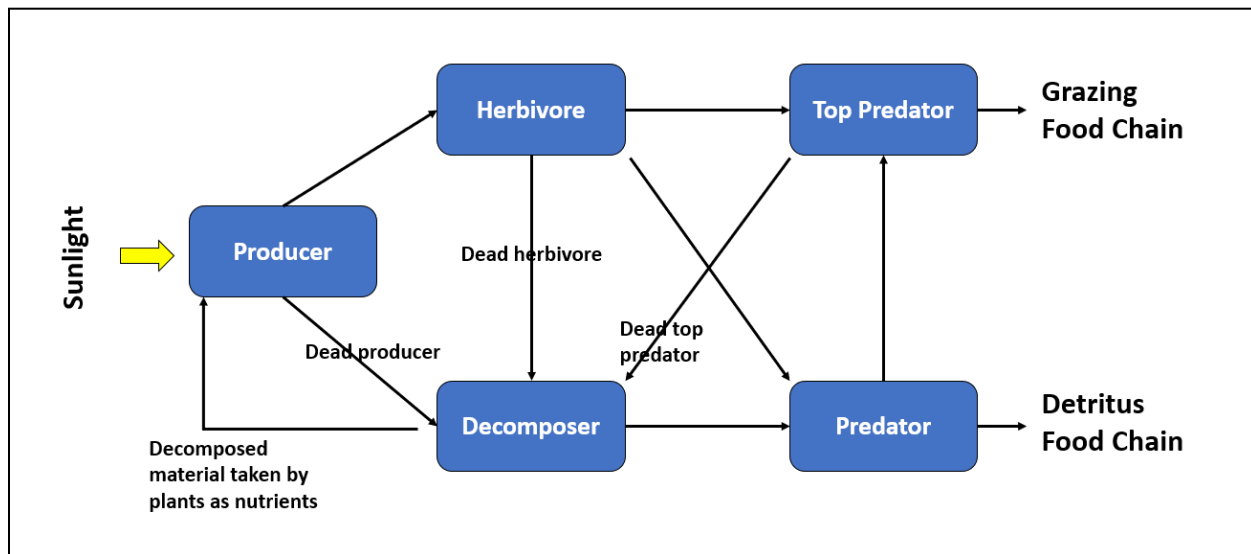 Herbivore
Top Predator
Grazing
Food Chain
Sunlight
Producer
Dead herbivore
Dead top
predator
Dead producer
Decomposer
Predator
Detritus
Food Chain
Decomposed
material taken by
plants as nutrients